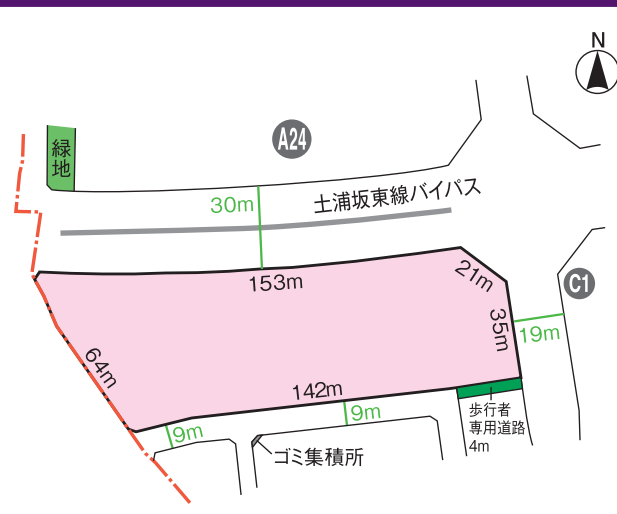 N
A24
緑
地
30m
土浦坂東線バイパス
153m
21m
C1
35m
19m
64m
142m
9m
9m
歩行者
専用道路
4m
ゴミ集積所